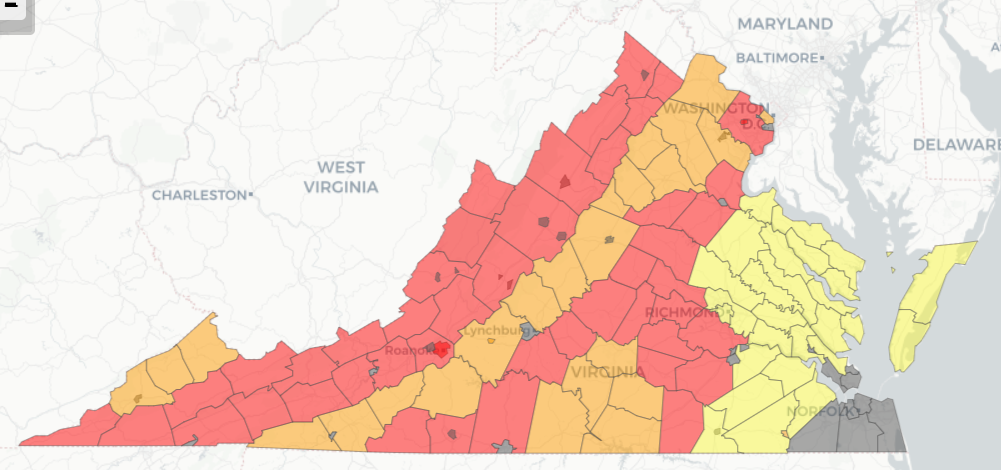 MARYLAND
BALTIMORE
WASHINGTON
D.C.
DELAWARE
WEST
VIRGINIA
CHARLESTON
RICHMOND
Lynchburg
Roanoke
VIRGINIA
NORFOLK